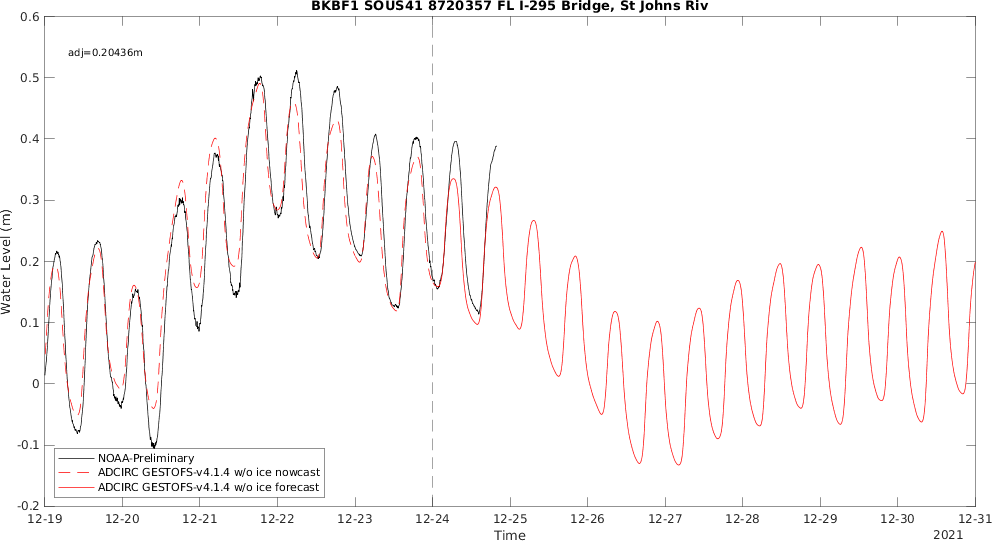 BKBF1 SOUS41 8720357 FL I-295 Bridge, St Johns Riv
adj=0.20436m
0.6
0.5
0.4
0.3
0.2
0.1
0
-0.1
-0.2
Water Level (m)
NOAA-Preliminary
ADCIRC GESTOFS-v4.1.4 w/o ice nowcast
ADCIRC GESTOFS-v4.1.4 w/o ice forecast
12-19 12-20 12-21 12-22 12-23 12-24 12-25 12-26 12-27 12-28 12-29 12-30 12-31
Time
2021